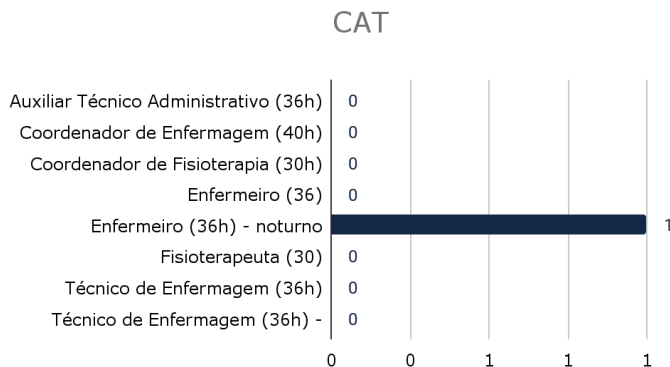 CAT
Auxiliar Técnico Administrativo (36h) 0
Coordenador de Enfermagem (40h) 0
Coordenador de Fisioterapia (30h) 0
Enfermeiro (36) 0
Enfermeiro (36h) - noturno 1
Fisioterapeuta (30) 0
Técnico de Enfermagem (36h) 0
Técnico de Enfermagem (36h) - 0
0 0 1 1 1